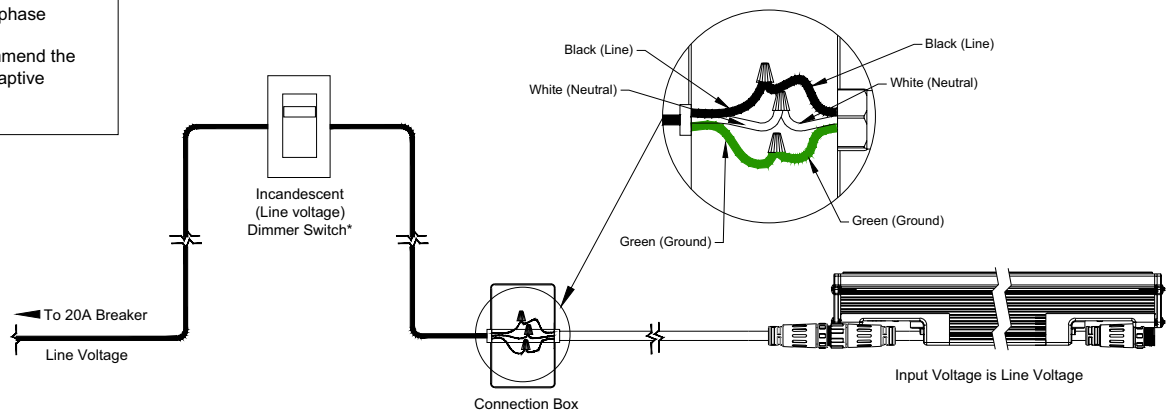 phase
mend the
aptive
Black (Line)
Black (Line)
White (Neutral)
White (Neutral)
Incandescent
(Line voltage)
Dimmer Switch*
Green (Ground)
Green (Ground)
To 20A Breaker
Line Voltage
Input Voltage is Line Voltage
Connection Box